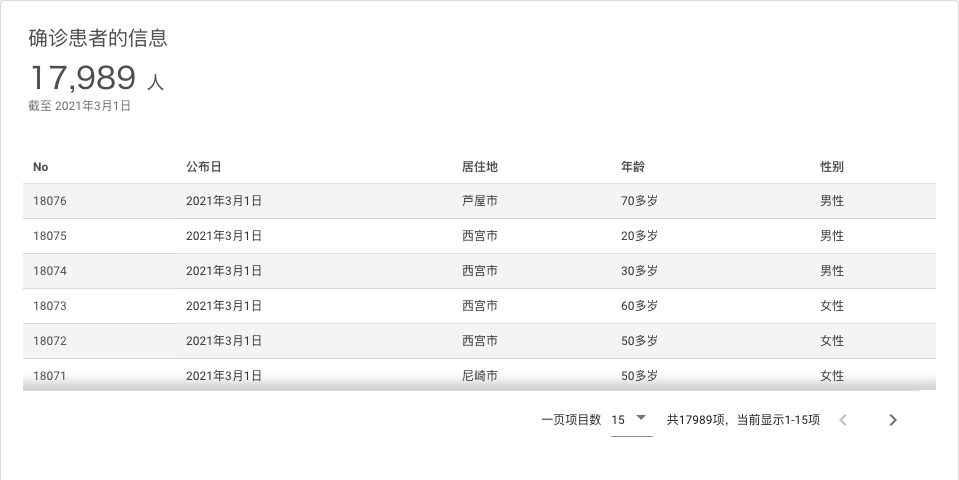 确诊患者的信息
17,989 人
截至 2021年3月1日
No 公布日 居住地 年龄 性别
18076 2021年3月1日 芦屋市 70多岁 男性
18075 2021年3月1日 西宫市 20多岁 男性
18074 2021年3月1日 西宫市 30多岁 男性
18073 2021年3月1日 西宫市 60多岁 女性
18072 2021年3月1日 西宫市 50多岁 女性
18071 2021年3月1日 尼崎市 50多岁 女性
一页项目数 15 共17989项，当前显示1-15项